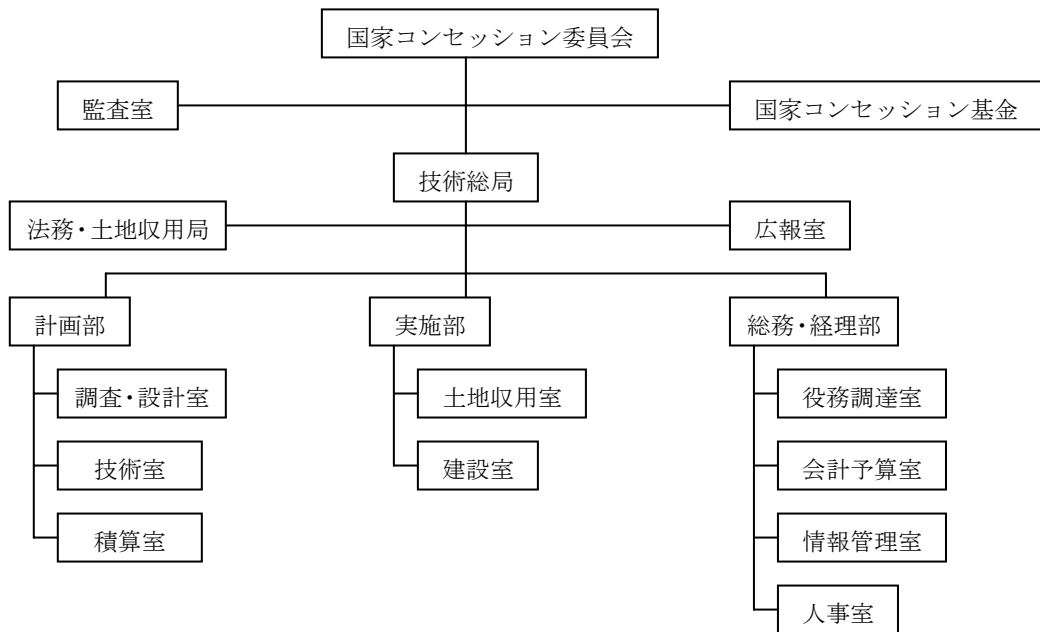 国家コンセッション委員会
監査室
国家コンセッション基金
技術総局
法務・土地収用局
広報室
計画部
実施部
総務・経理部
調査・設計室
土地収用室
役務調達室
技術室
建設室
会計予算室
積算室
情報管理室
人事室